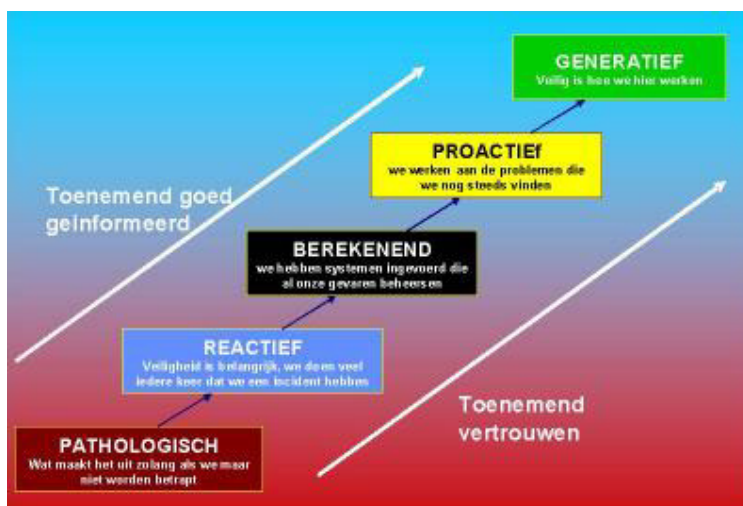 GENERATIEF
Veilig is hoe we hier werken
PROACTIEf
we werken aan de problemen die
we nog steeds vinden
Toenemend goed
geinformeerd
BEREKENEND
we hebben systemen ingevoerd die
al onze gevaren beheersen
REACTIEF
Veiligheid is belangrijk, we doen veel
iedere keer dat we een incident hebben
Toenemend
vertrouwen
PATHOLOGISCH
Wat maakt het uit zolang als we maar
niet worden betrapt